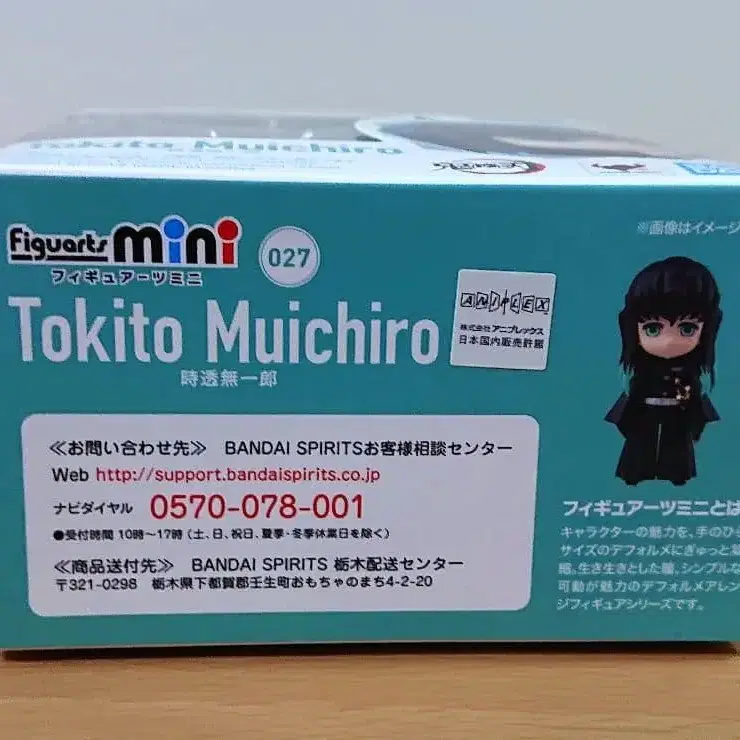 Tokito Muichiro
Figuarts mini
フィギュアーツミニ
027
Tokito Muichiro
時透無一郎
ANIPLEX
株式会社アニプレックス
日本国内販売許諾
※画像はイメージ
≪お問い合わせ先≫ BANDAI SPIRITSお客様相談センター
Web http://support.bandaispirits.co.jp
ナビダイヤル 0570-078-001
●受付時間 10時～17時(土、日、祝日、夏季・冬季休業日を除く)
≪商品送付先≫ BANDAI SPIRITS 栃木配送センター
〒321-0298 栃木県下都賀郡壬生町おもちゃのまち4-2-20
フィギュアーツミニとは
キャラクターの魅力を、手のひら
サイズのデフォルメにぎゅっと
態。生き生きとした瞳、シンプルな
可動が魅力のデフォルメアレン
ジフィギュアシリーズです。